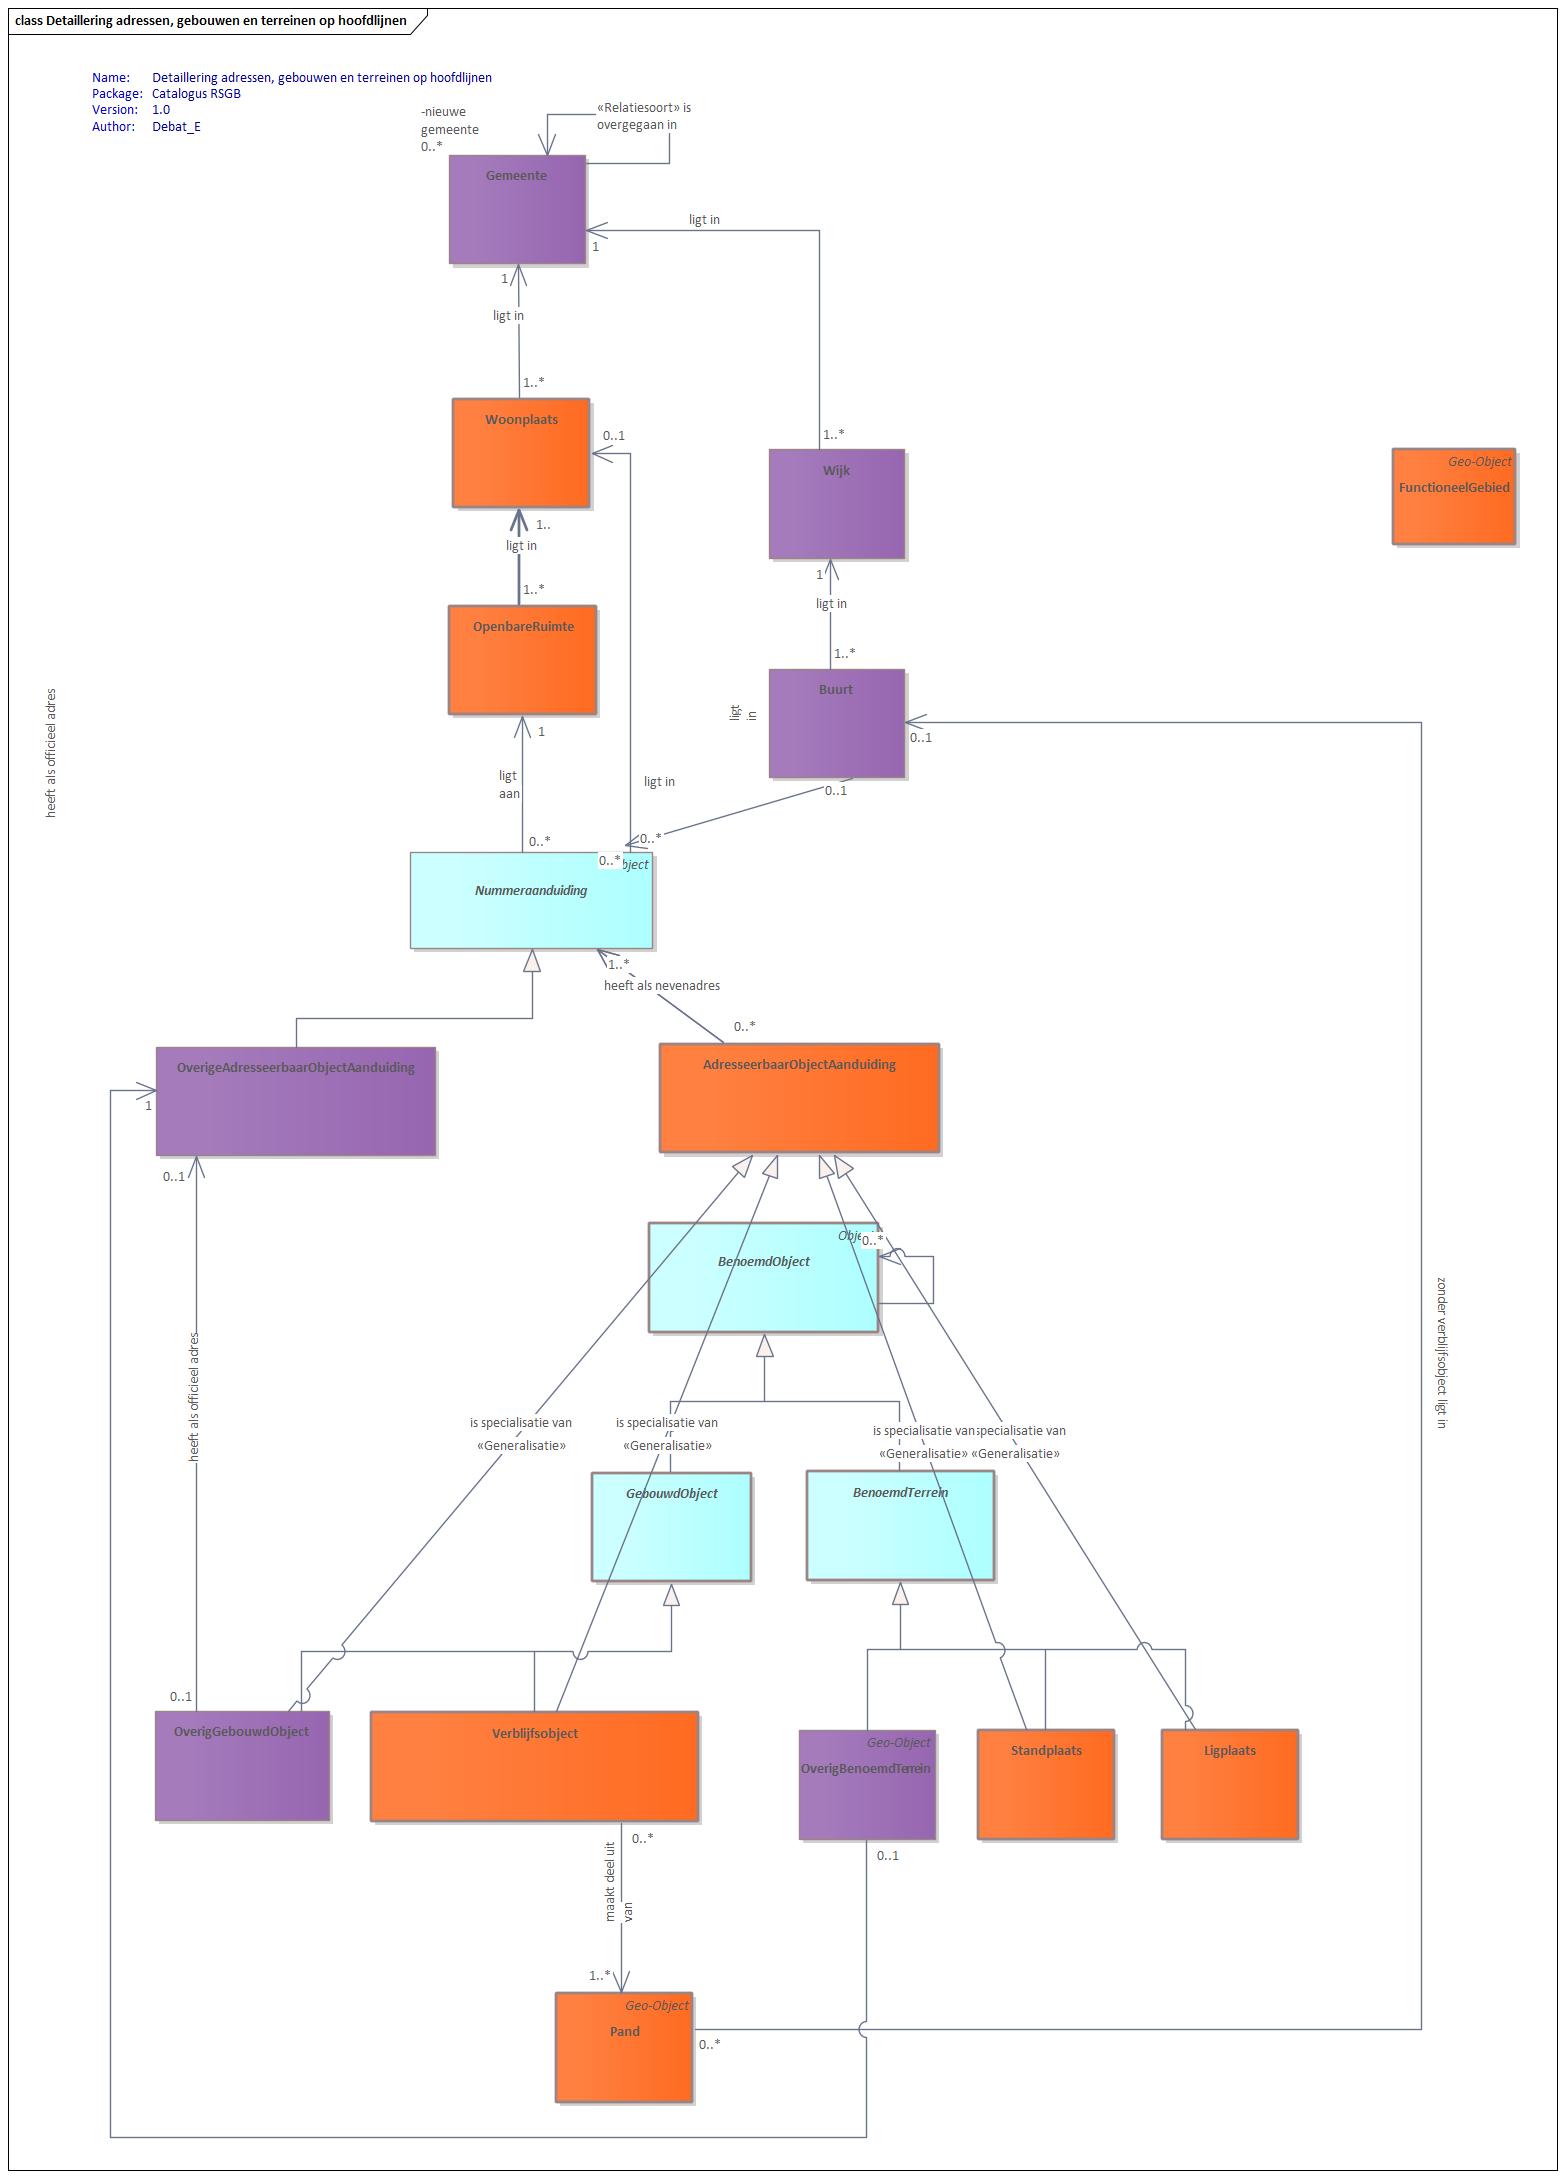 class Detaillering adressen, gebouwen en terreinen op hoofdlijnen
Name: Detaillering adressen, gebouwen en terreinen op hoofdlijnen
Package: Catalogus RSGB
Version: 1.0
Author: Debat_E
-nieuwe
gemeente
0..*
«Relatiesoort» is
overgegaan in
Gemeente
ligt in
1
1
ligt in
1..*
Woonplaats
0..1
1..*
Wijk
Geo-Object
FunctioneelGebied
1..
ligt in
1..*
1
ligt in
1..*
OpenbareRuimte
Buurt
ligt
in
0..1
heeft als officieel adres
1
ligt
aan
ligt in
0..1
0..*
0..*
0..*
bject
Nummeraanduiding
1..*
heeft als nevenadres
0..*
OverigeAdresseerbaarObjectAanduiding
AdresseerbaarObjectAanduiding
1
0..1
Obje
0..*
BenoemdObject
heeft als officieel adres
zonder verblijfsobject ligt in
is specialisatie van
«Generalisatie»
is specialisatie van
«Generalisatie»
is specialisatie van
«Generalisatie»
specialisatie van
«Generalisatie»
GebouwdObject
BenoemdTerrein
0..1
OverigGebouwdObject
Verblijfsobject
Geo-Object
OverigBenoemdTerrein
Standplaats
Ligplaats
0..*
0..1
maakt deel uit
van
1..*
Geo-Object
Pand
0..*